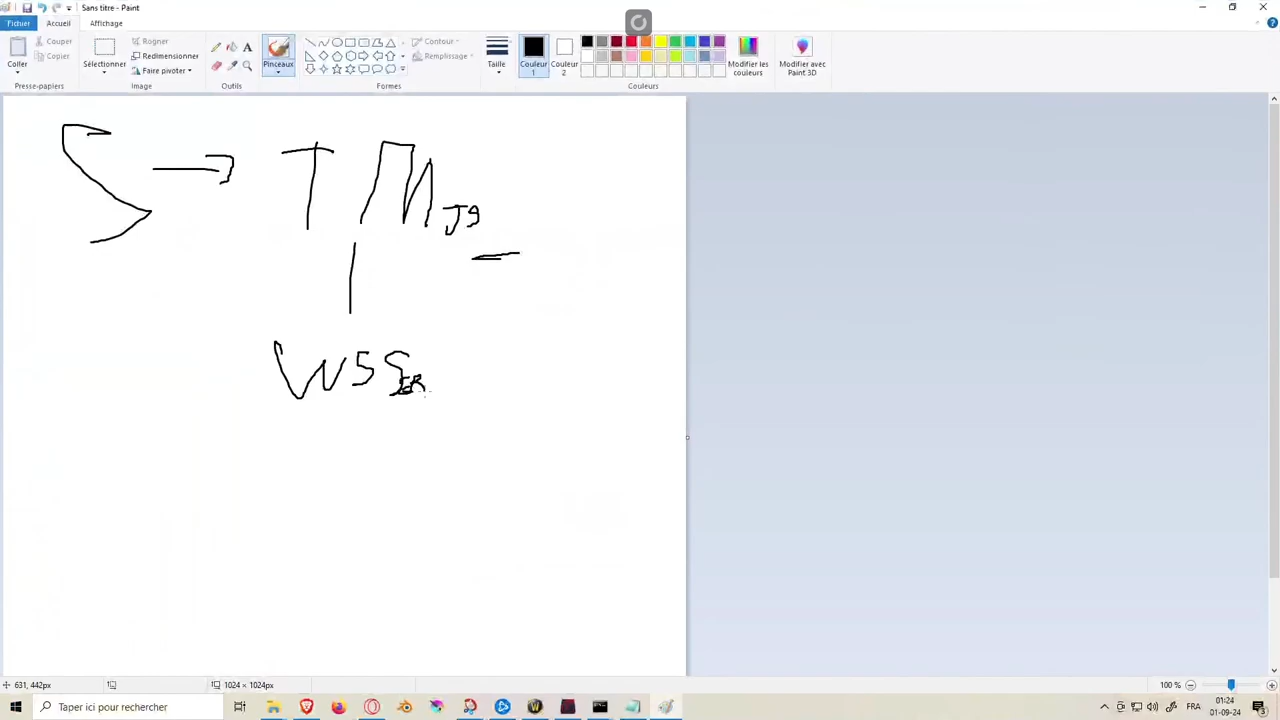 Sans titre - Paint
Fichier Accueil Affichage
Coller
Couper
Copier
Presse-papiers
Sélectionner
Rogner
Redimensionner
Faire pivoter
Image
A
Outils
Pinceaux
Contour
Remplissage
Formes
Taille
Couleur 1
Couleur 2
Modifier les couleurs
Couleurs
Modifier avec Paint 3D
S T M
WSS
631, 442px
1024 × 1024px
100 %
Taper ici pour rechercher
FRA
01:24
01-09-24
3